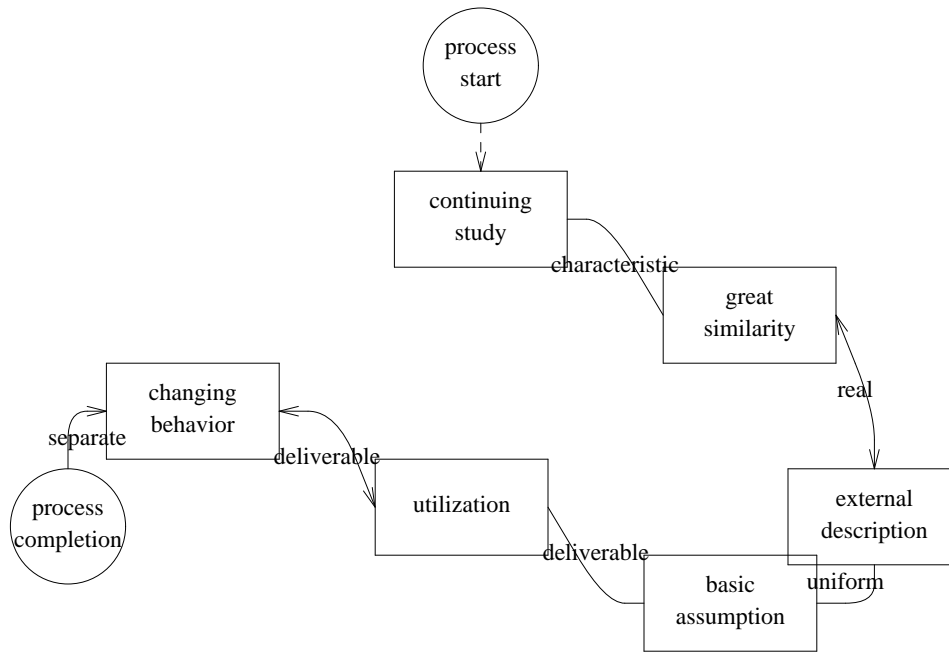 process
start
continuing
study
characteristic
great
similarity
real
changing
behavior
separate
deliverable
process
completion
utilization
deliverable
external
description
uniform
basic
assumption